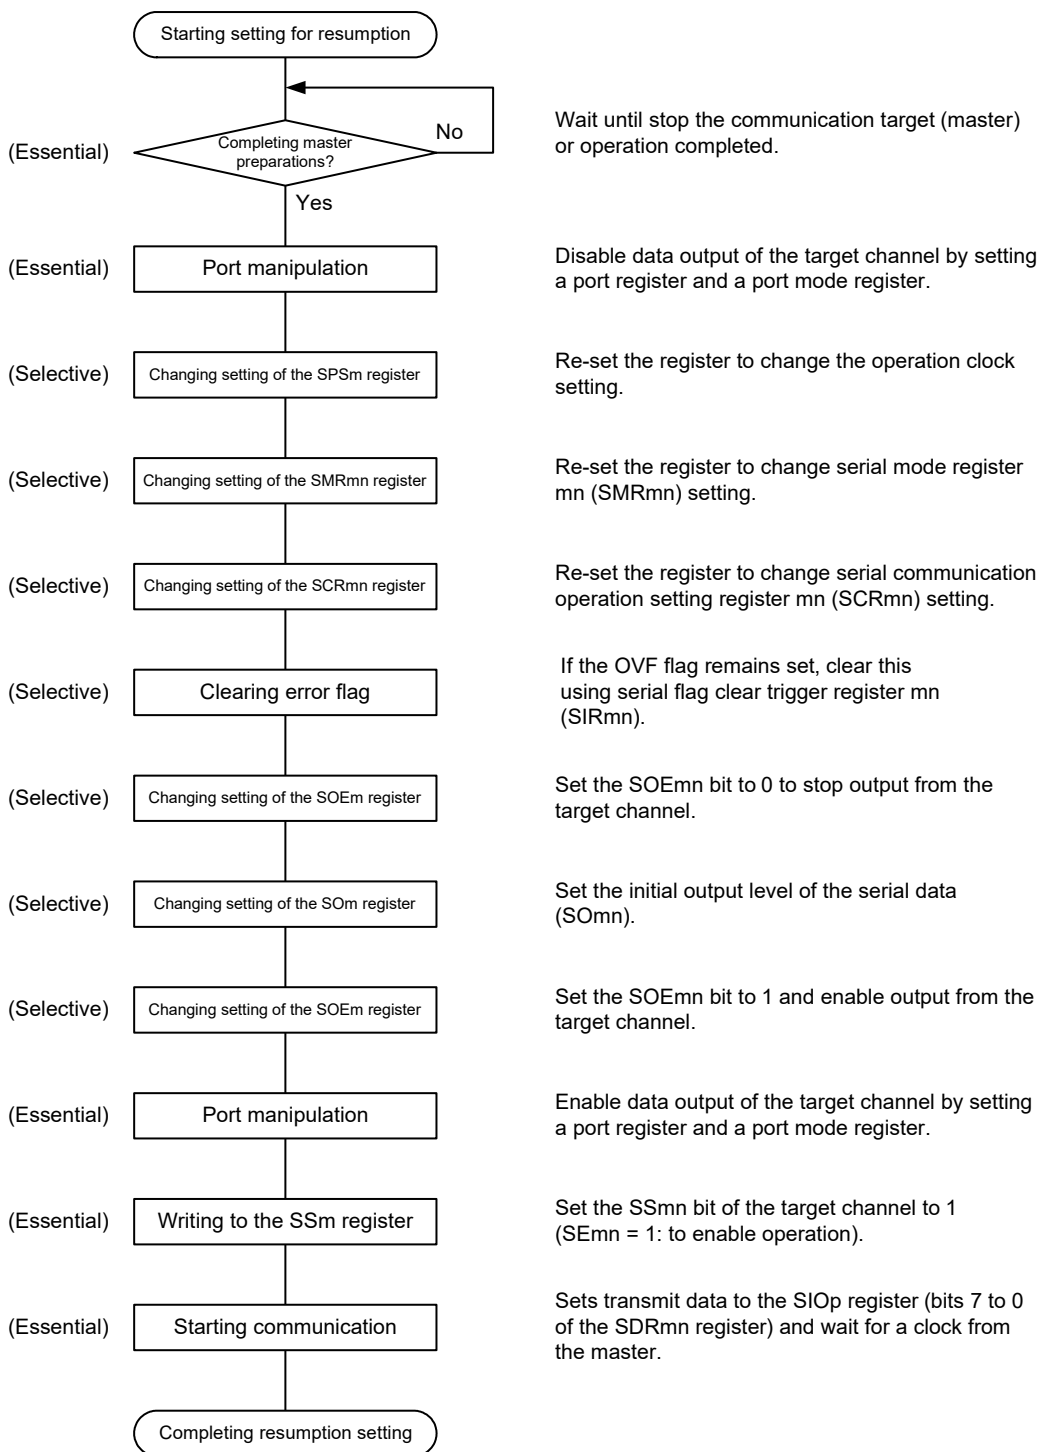 Starting setting for resumption
(Essential)
Completing master
preparations?
No
Wait until stop the communication target (master)
or operation completed.
Yes
(Essential)
Port manipulation
Disable data output of the target channel by setting
a port register and a port mode register.
(Selective)
Changing setting of the SPSm register
Re-set the register to change the operation clock
setting.
(Selective)
Changing setting of the SMRmn register
Re-set the register to change serial mode register
mn (SMRmn) setting.
(Selective)
Changing setting of the SCRmn register
Re-set the register to change serial communication
operation setting register mn (SCRmn) setting.
(Selective)
Clearing error flag
If the OVF flag remains set, clear this
using serial flag clear trigger register mn
(SIRmn).
(Selective)
Changing setting of the SOEm register
Set the SOEmn bit to 0 to stop output from the
target channel.
(Selective)
Changing setting of the SOm register
Set the initial output level of the serial data
(SOmn).
(Selective)
Changing setting of the SOEm register
Set the SOEmn bit to 1 and enable output from the
target channel.
(Essential)
Port manipulation
Enable data output of the target channel by setting
a port register and a port mode register.
(Essential)
Writing to the SSm register
Set the SSmn bit of the target channel to 1
(SEmn = 1: to enable operation).
(Essential)
Starting communication
Sets transmit data to the SIOp register (bits 7 to 0
of the SDRmn register) and wait for a clock from
the master.
Completing resumption setting